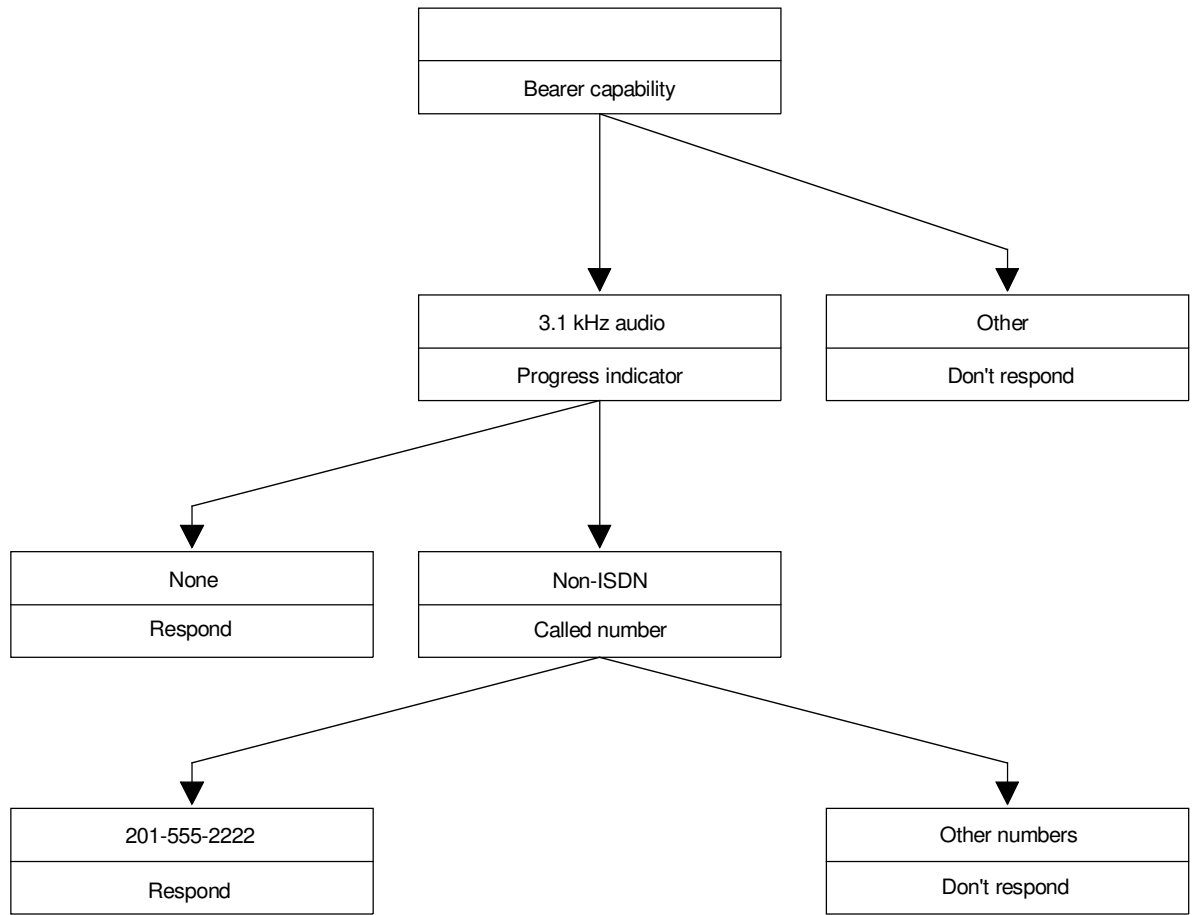 Bearer capability
3.1 kHz audio
Progress indicator
Other
Don't respond
None
Respond
Non-ISDN
Called number
201-555-2222
Respond
Other numbers
Don't respond